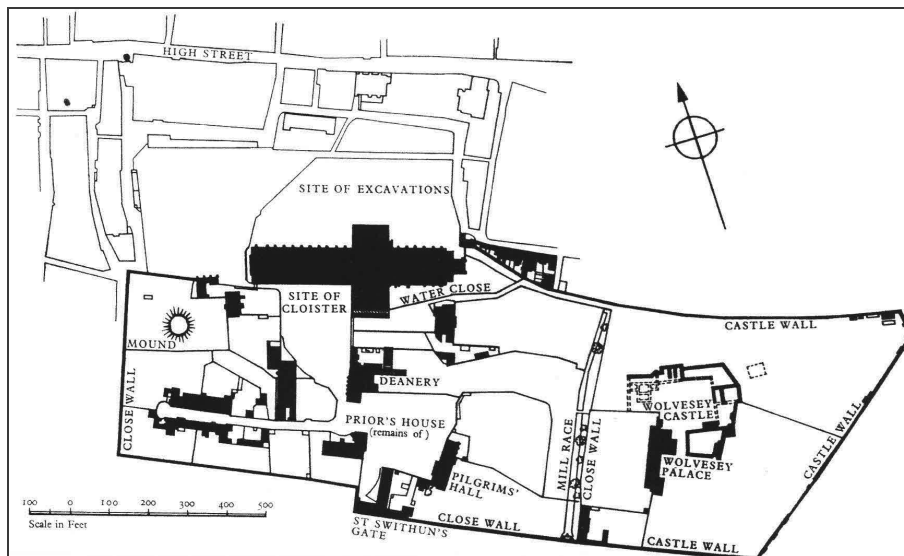 HIGH STREET
SITE OF EXCAVATIONS
SITE OF
CLOISTER
WATER CLOSE
MOUND
CASTLE WALL
DEANERY
CLOSE WALL
PRIOR'S HOUSE
(remains of)
WOLVESEY
CASTLE
MILL RACE
CLOSE WALL
WOLVESEY
PALACE
CASTLE WALL
PILGRIMS'
HALL
100 0 100 200 300 400 500
Scale in Feet
ST SWITHUN'S
GATE
CLOSE WALL
CASTLE WALL